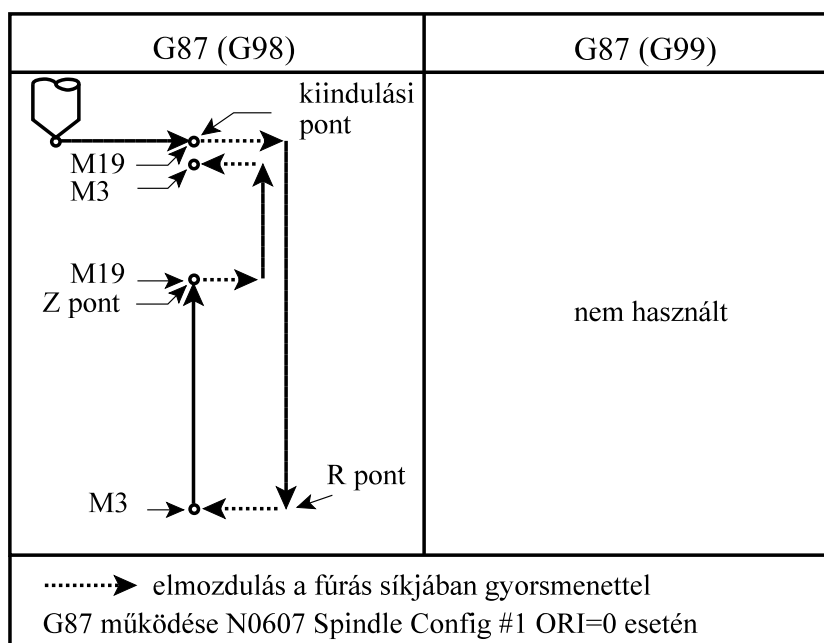 G87 (G98)
G87 (G99)
kiindulási
pont
M19
M3
M19
Z pont
nem használt
R pont
M3
elmozdulás a fúrás síkjában gyorsmenettel
G87 működése N0607 Spindle Config #1 ORI=0 esetén